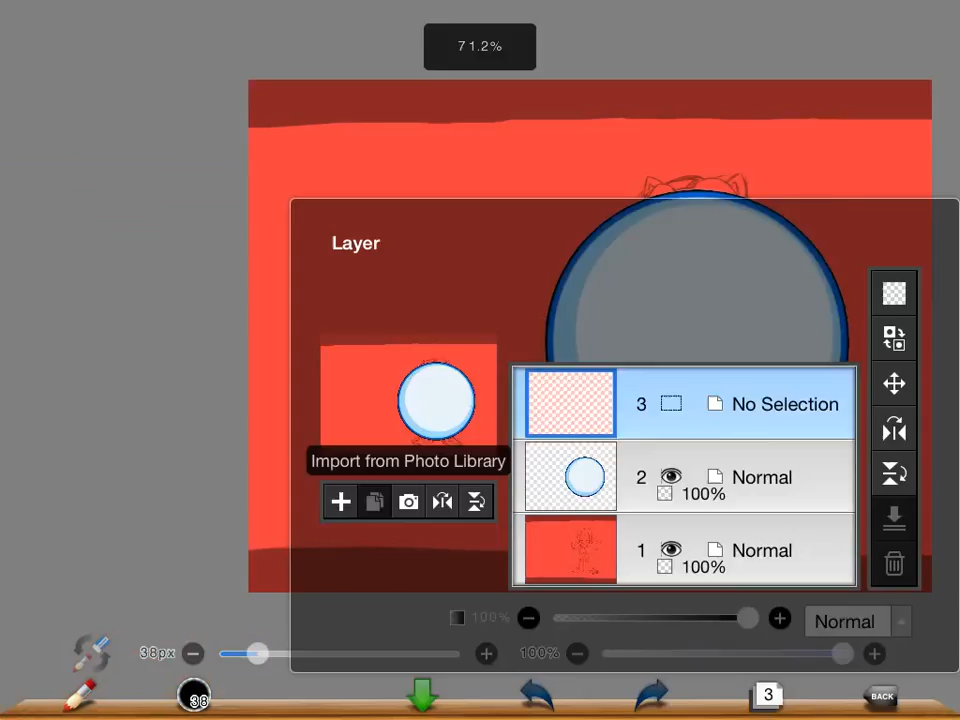 71.2%
Layer
3 No Selection
Import from Photo Library
2 Normal
100%
1 Normal
100%
100%
Normal
38px
100%
38
3
BACK